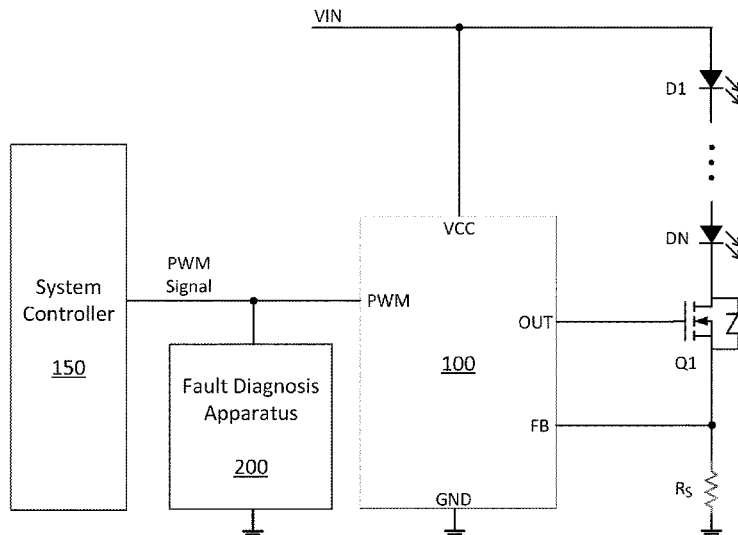 VIN
D1
DN
VCC
PWM
Signal
System
Controller
150
PWM
OUT
100
Q1
Fault Diagnosis
Apparatus
200
FB
GND
RS